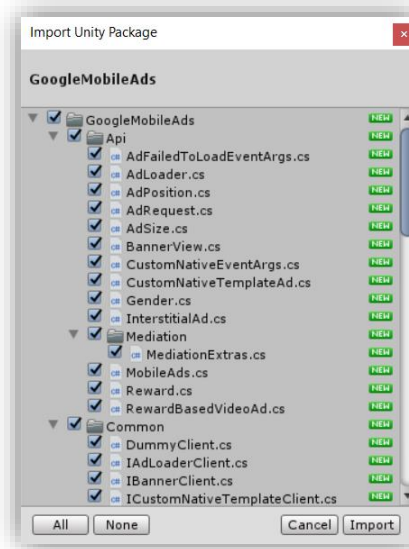 Import Unity Package
GoogleMobileAds
GoogleMobileAds NEW
Api NEW
c# AdFailedToLoadEventArgs.cs NEW
c# AdLoader.cs NEW
c# AdPosition.cs NEW
c# AdRequest.cs NEW
c# AdSize.cs NEW
c# BannerView.cs NEW
c# CustomNativeEventArgs.cs NEW
c# CustomNativeTemplateAd.cs NEW
c# Gender.cs NEW
c# InterstitialAd.cs NEW
Mediation NEW
c# MediationExtras.cs NEW
c# MobileAds.cs NEW
c# Reward.cs NEW
c# RewardBasedVideoAd.cs NEW
Common NEW
c# DummyClient.cs NEW
c# IAdLoaderClient.cs NEW
c# IBannerClient.cs NEW
c# ICustomNativeTemplateClient.cs NEW
All None Cancel Import